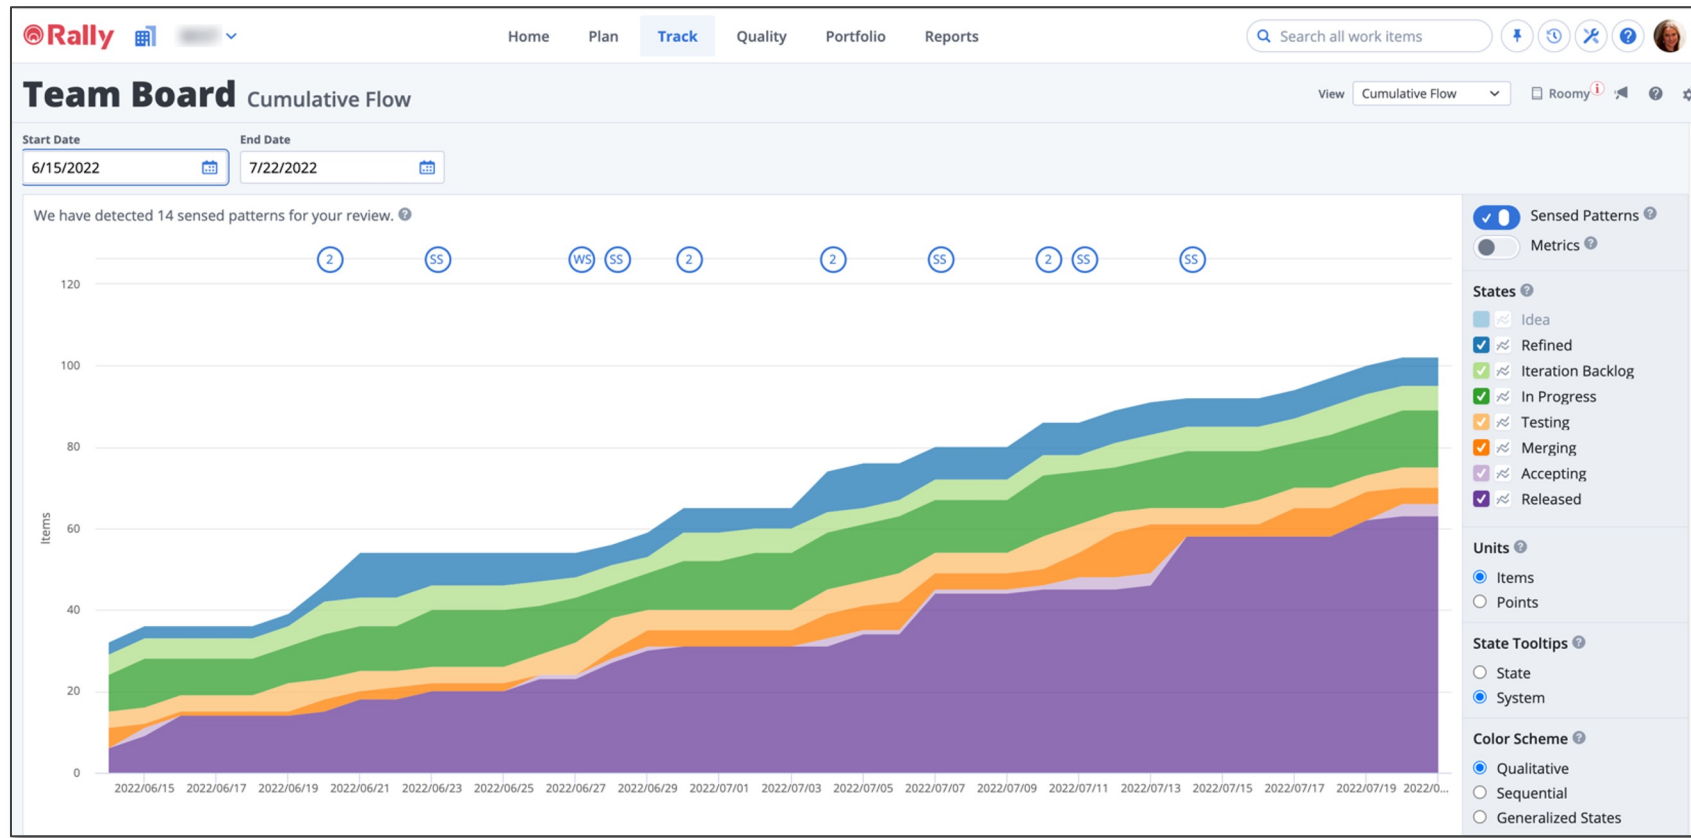 Rally
Home Plan Track Quality Portfolio Reports
Search all work items
Team Board Cumulative Flow
View Cumulative Flow Roomy
Start Date End Date
6/15/2022 7/22/2022
We have detected 14 sensed patterns for your review.
2 SS WS SS 2 2 SS 2 SS SS
120
100
80
60
40
20
0
Items
2022/06/15 2022/06/17 2022/06/19 2022/06/21 2022/06/23 2022/06/25 2022/06/27 2022/06/29 2022/07/01 2022/07/03 2022/07/05 2022/07/07 2022/07/09 2022/07/11 2022/07/13 2022/07/15 2022/07/17 2022/07/19 2022/0...
Sensed Patterns
Metrics
States
Idea
Refined
Iteration Backlog
In Progress
Testing
Merging
Accepting
Released
Units
Items
Points
State Tooltips
State
System
Color Scheme
Qualitative
Sequential
Generalized States